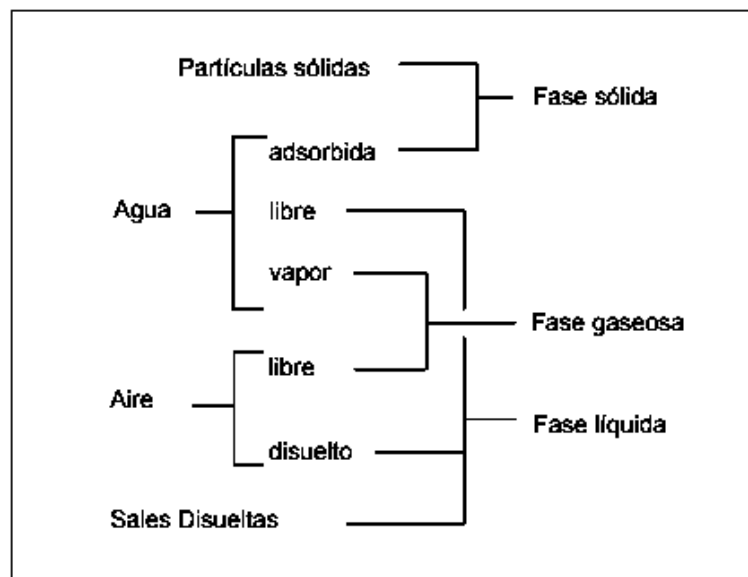 Partículas sólidas
Fase sólida
adsorbida
Agua
libre
vapor
Fase gaseosa
libre
Aire
Fase líquida
disuelto
Sales Disueltas